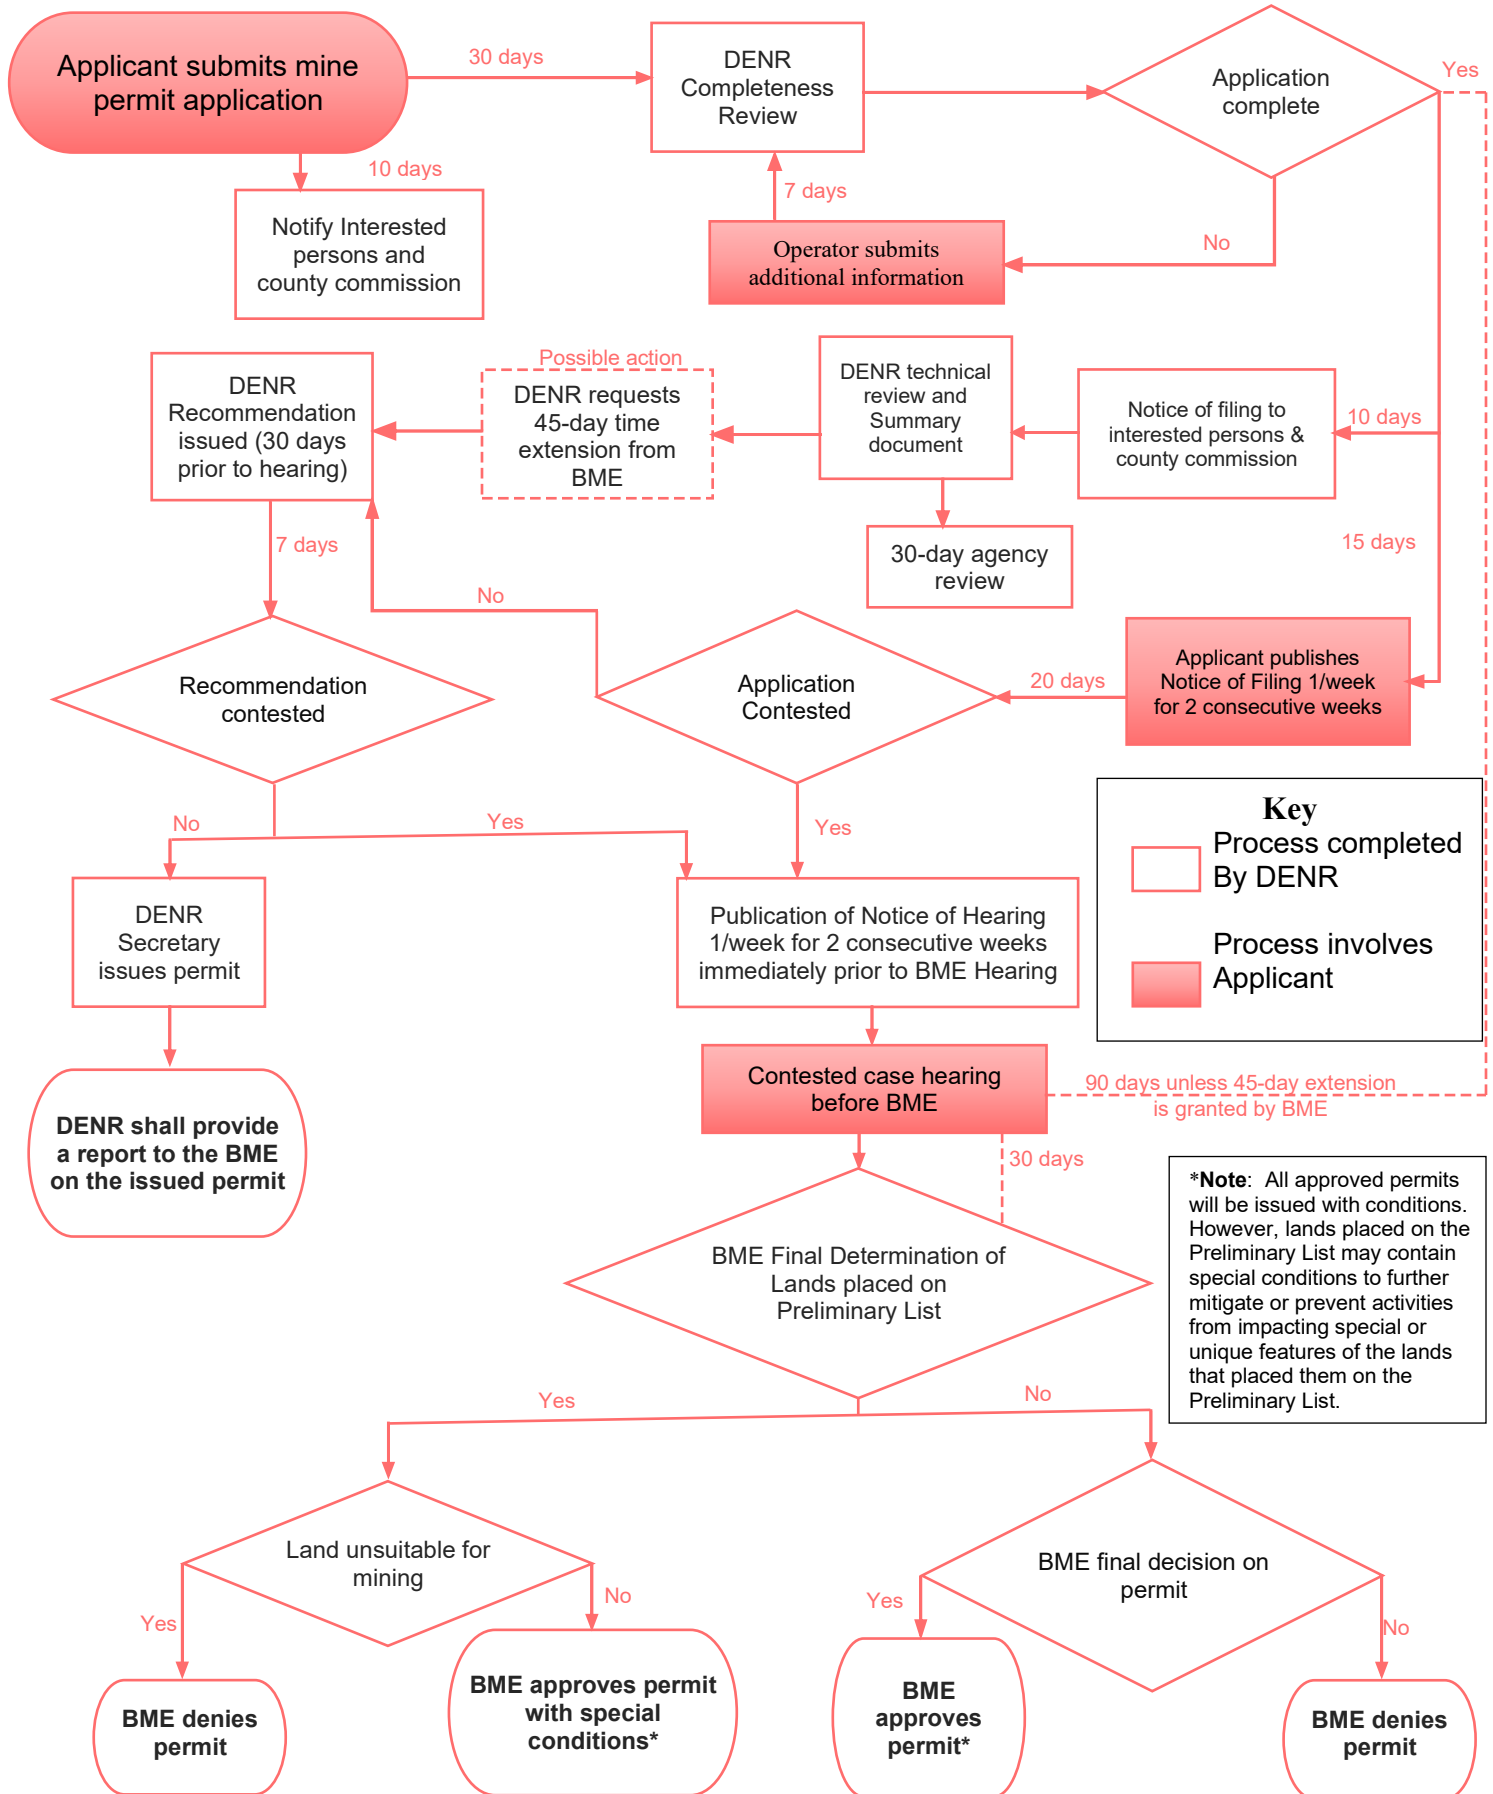 Applicant submits mine
permit application
30 days
DENR
Completeness
Review
Application
complete
Yes
10 days
Notify Interested
persons and
county commission
7 days
Operator submits
additional information
No
DENR
Recommendation
issued (30 days
prior to hearing)
Possible action
DENR requests
45-day time
extension from
BME
DENR technical
review and
Summary
document
Notice of filing to
interested persons &
county commission
10 days
30-day agency
review
15 days
7 days
No
Recommendation
contested
Application
Contested
20 days
Applicant publishes
Notice of Filing 1/week
for 2 consecutive weeks
No
Yes
Yes
Key
Process completed
By DENR
Process involves
Applicant
DENR
Secretary
issues permit
Publication of Notice of Hearing
1/week for 2 consecutive weeks
immediately prior to BME Hearing
Contested case hearing
before BME
90 days unless 45-day extension
is granted by BME
DENR shall provide
a report to the BME
on the issued permit
30 days
BME Final Determination of
Lands placed on
Preliminary List
*Note:  All approved permits
will be issued with conditions.
However, lands placed on the
Preliminary List may contain
special conditions to further
mitigate or prevent activities
from impacting special or
unique features of the lands
that placed them on the
Preliminary List.
Yes
No
Land unsuitable for
mining
BME final decision on
permit
Yes
No
Yes
No
BME denies
permit
BME approves permit
with special
conditions*
BME
approves
permit*
BME denies
permit